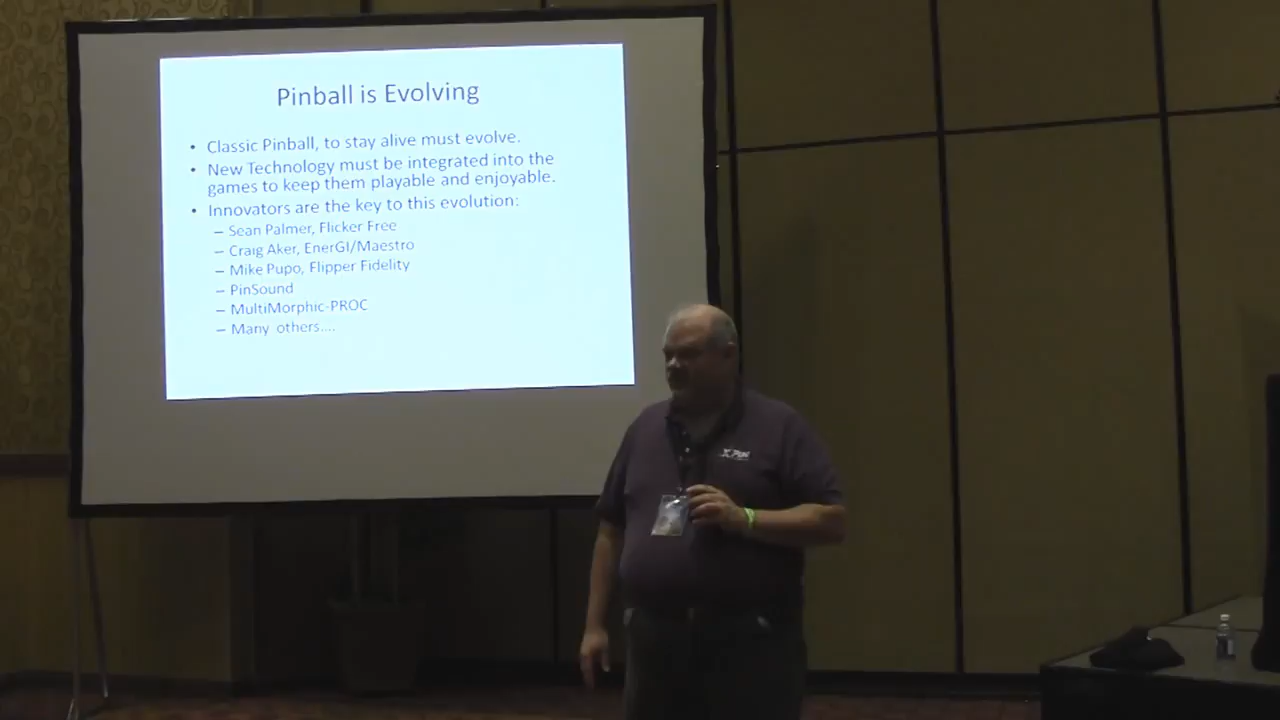 Pinball is Evolving
• Classic Pinball, to stay alive must evolve.
• New Technology must be integrated into the
games to keep them playable and enjoyable.
• Innovators are the key to this evolution:
– Sean Palmer, Flicker Free
– Craig Aker, EnerGI/Maestro
– Mike Pupo, Flipper Fidelity
– PinSound
– MultiMorphic-PROC
– Many others....